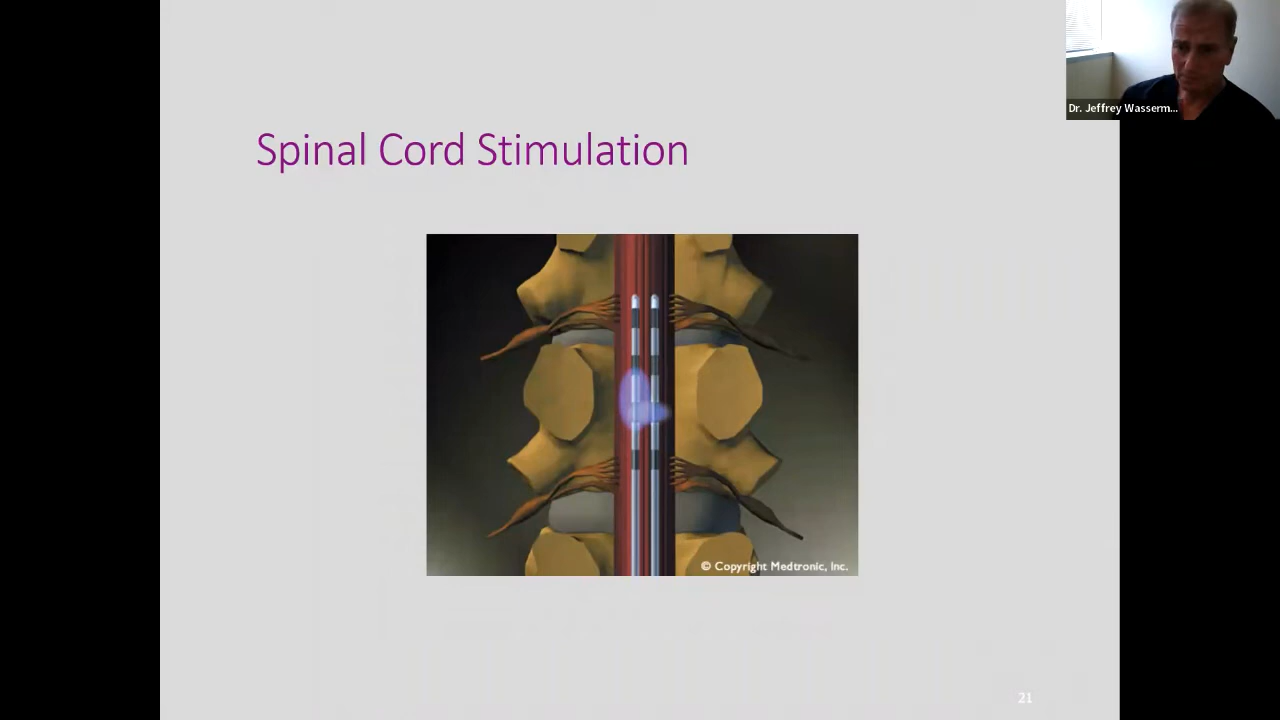 Spinal Cord Stimulation
Dr. Jeffrey Wasserm...
© Copyright Medtronic, Inc.
21